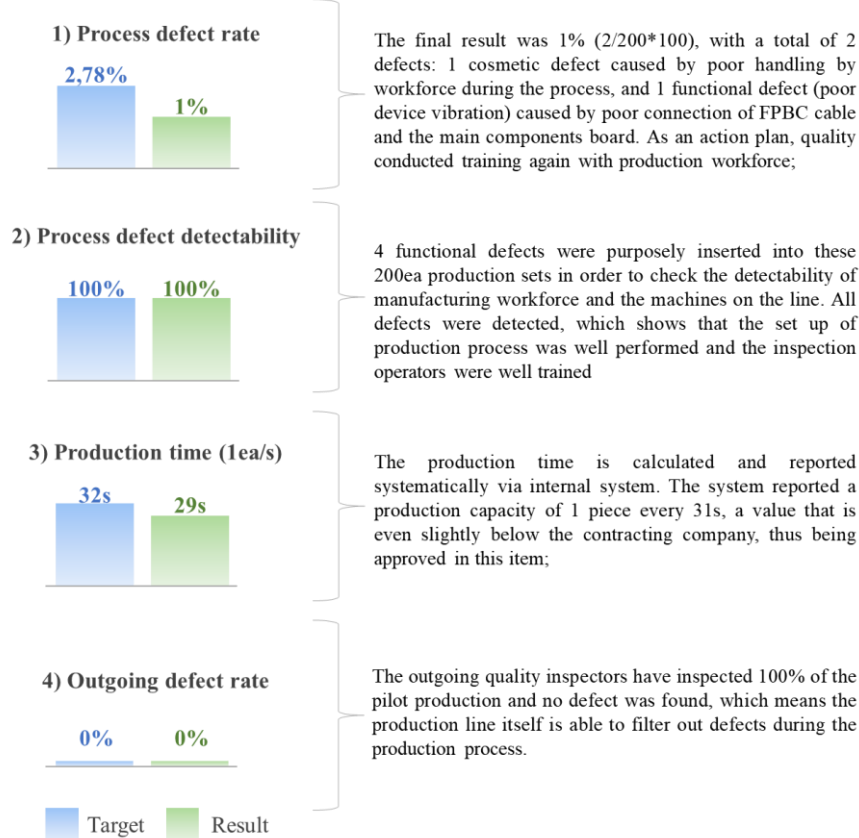 1) Process defect rate
2,78%
1%
The final result was 1% (2/200*100), with a total of 2
defects: 1 cosmetic defect caused by poor handling by
workforce during the process, and 1 functional defect (poor
device vibration) caused by poor connection of FPBC cable
and the main components board. As an action plan, quality
conducted training again with production workforce;
2) Process defect detectability
100% 100%
4 functional defects were purposely inserted into these
200ea production sets in order to check the detectability of
manufacturing workforce and the machines on the line. All
defects were detected, which shows that the set up of
production process was well performed and the inspection
operators were well trained
3) Production time (1ea/s)
32s
29s
The production time is calculated and reported
systematically via internal system. The system reported a
production capacity of 1 piece every 31s, a value that is
even slightly below the contracting company, thus being
approved in this item;
4) Outgoing defect rate
0% 0%
The outgoing quality inspectors have inspected 100% of the
pilot production and no defect was found, which means the
production line itself is able to filter out defects during the
production process.
Target Result